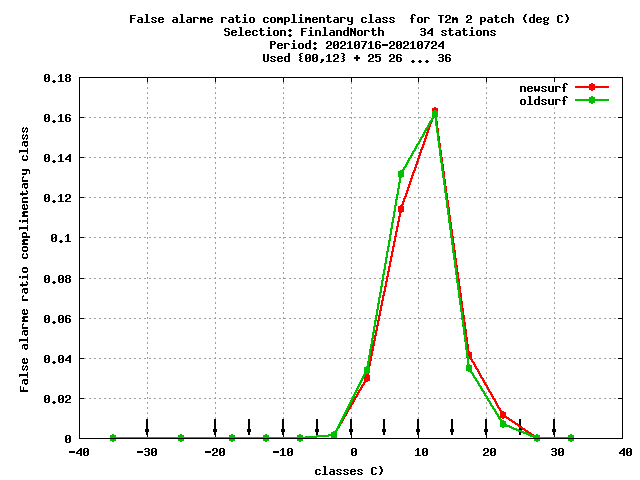 False alarme ratio complimentary class  for T2m 2 patch (deg C)
Selection: FinlandNorth     34 stations
Period: 20210716-20210724
Used {00,12} + 25 26 ... 36
newsurf
oldsurf
False alarme ratio complimentary class
0.18
0.16
0.14
0.12
0.1
0.08
0.06
0.04
0.02
0
-40 -30 -20 -10 0 10 20 30 40
classes C)